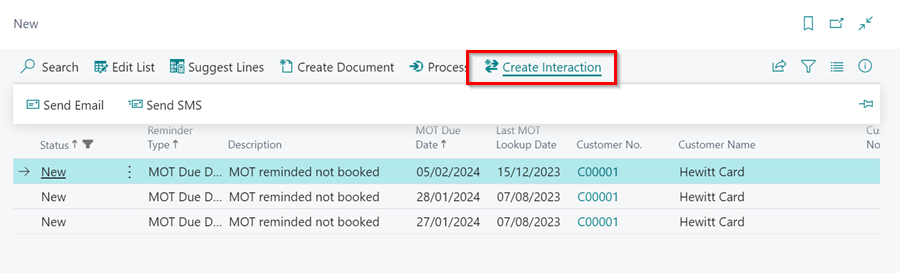 New
Search Edit List Suggest Lines Create Document Process Create Interaction
Send Email Send SMS
Status ↑ Reminder Type ↑ Description MOT Due Date ↑ Last MOT Lookup Date Customer No. Customer Name Cu No.
New MOT Due D... MOT reminded not booked 05/02/2024 15/12/2023 C00001 Hewitt Card
New MOT Due D... MOT reminded not booked 28/01/2024 07/08/2023 C00001 Hewitt Card
New MOT Due D... MOT reminded not booked 27/01/2024 07/08/2023 C00001 Hewitt Card